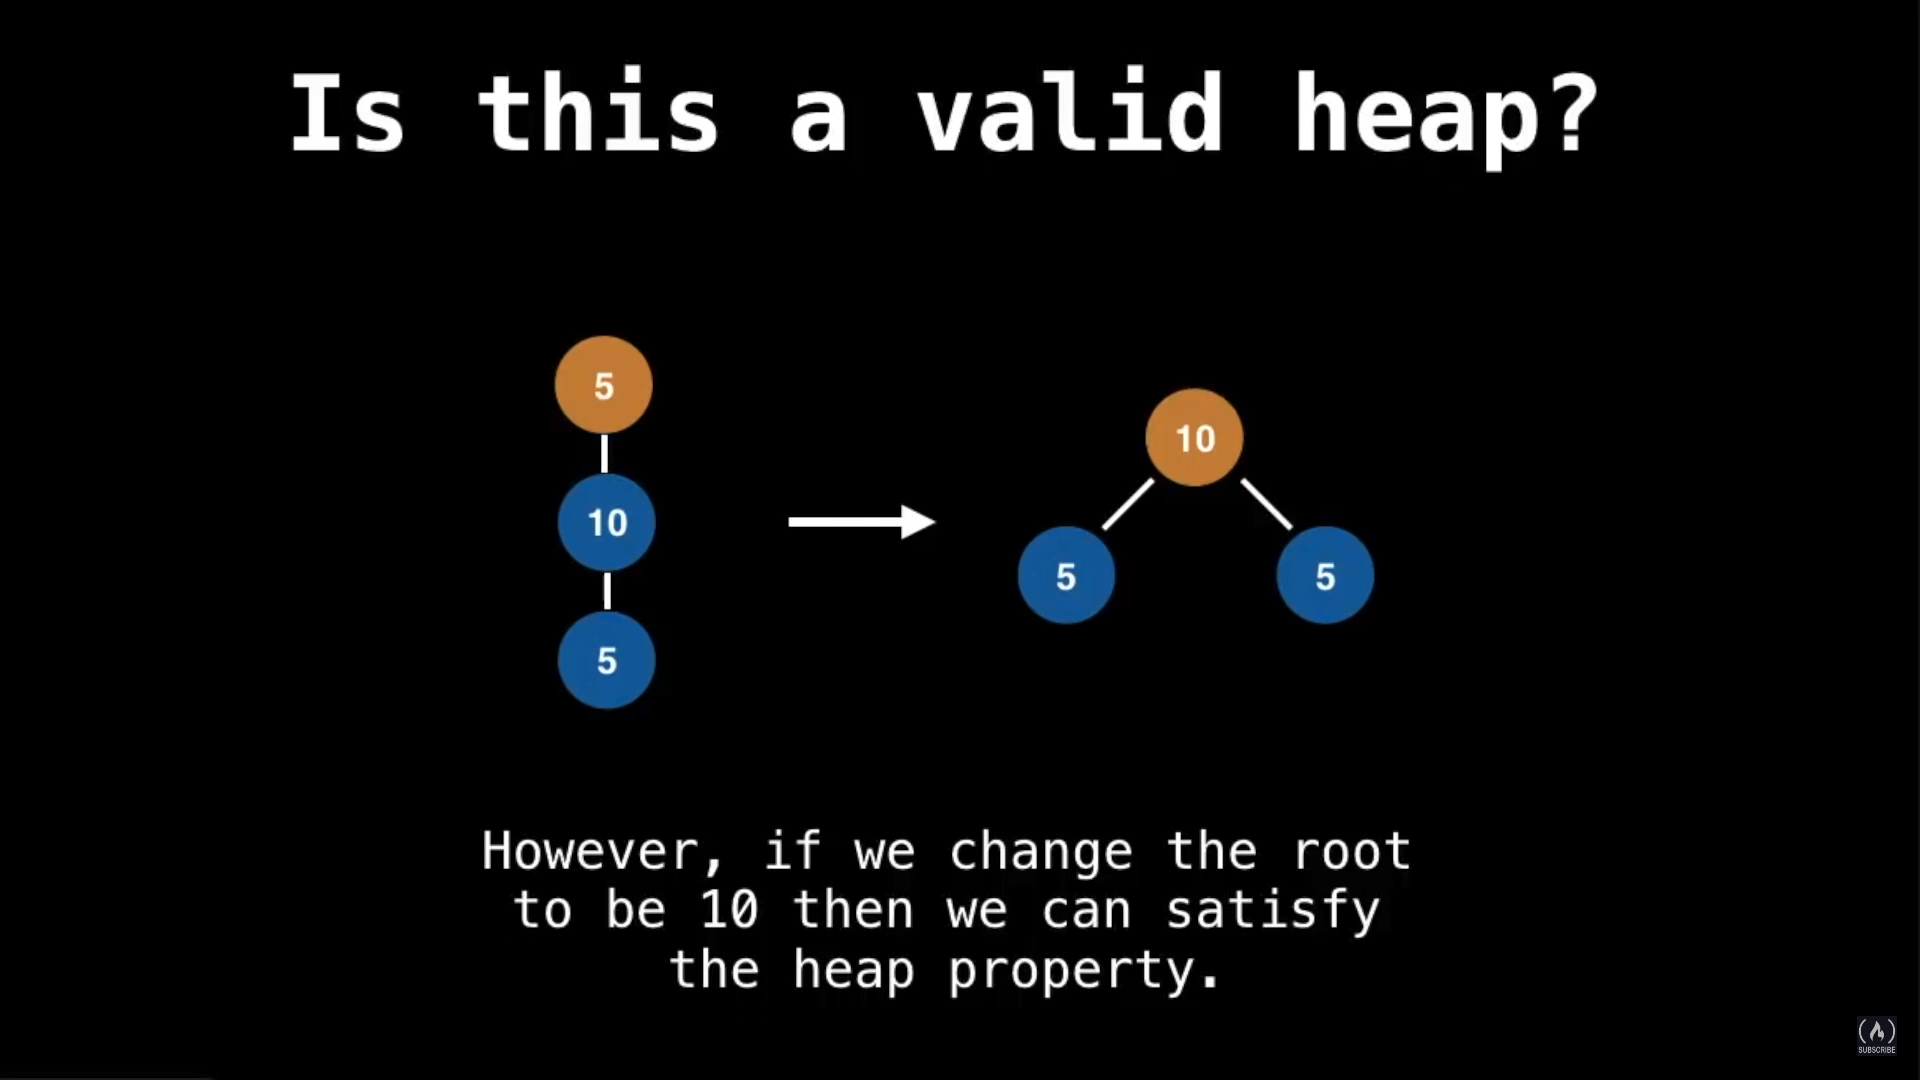 Is this a valid heap?
5
10
5
10
5
5
However, if we change the root
to be 10 then we can satisfy
the heap property.
SUBSCRIBE